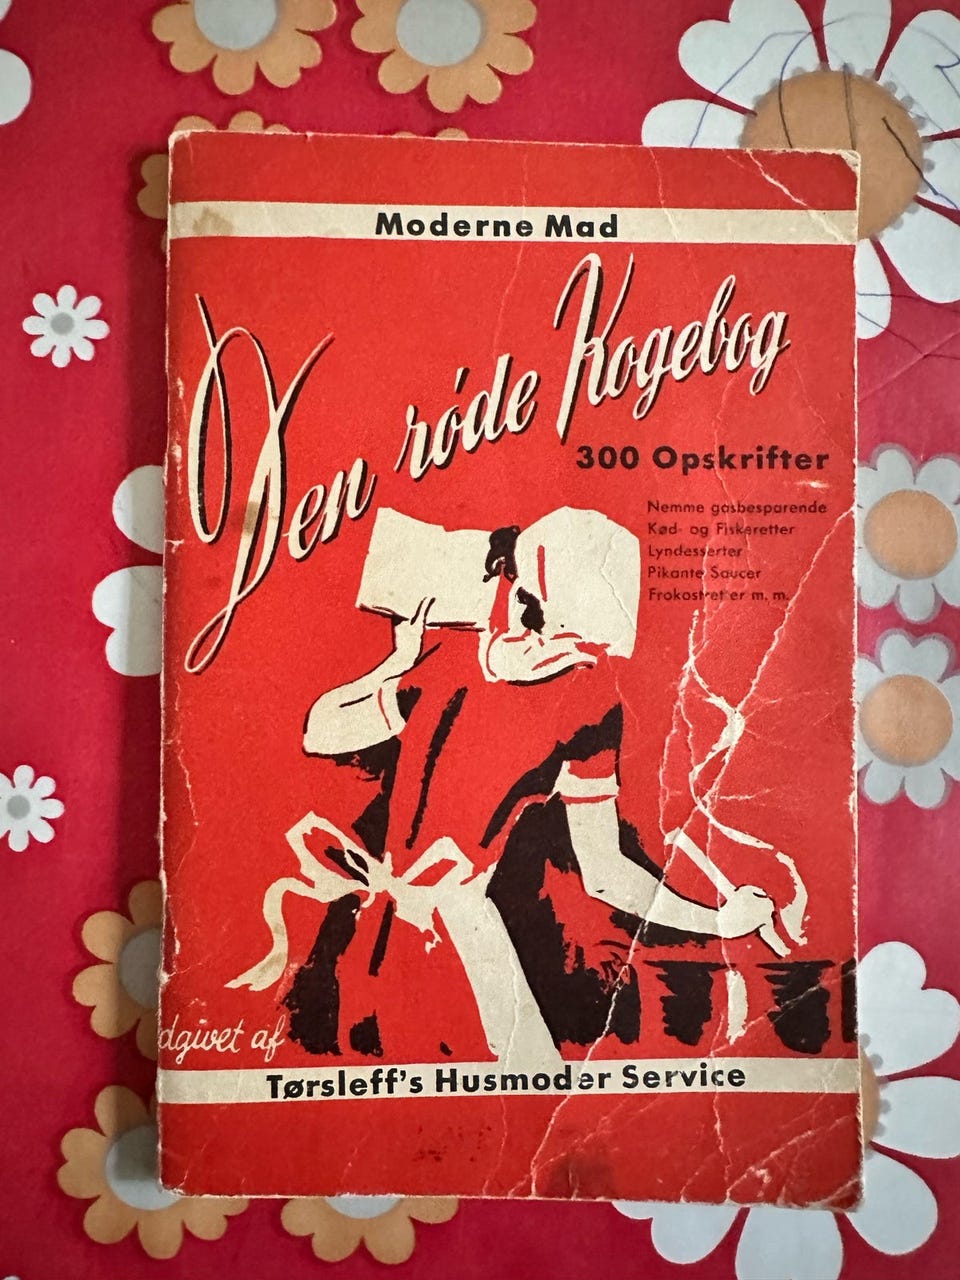 Moderne Mad
Den røde Kogebog
300 Opskrifter
Nemme gasbesparende
Kød- og Fiskeretter
Lyndesserter
Pikante Saucer
Frokostretter m. m.
dgivet af
Tørsleff's Husmoder Service